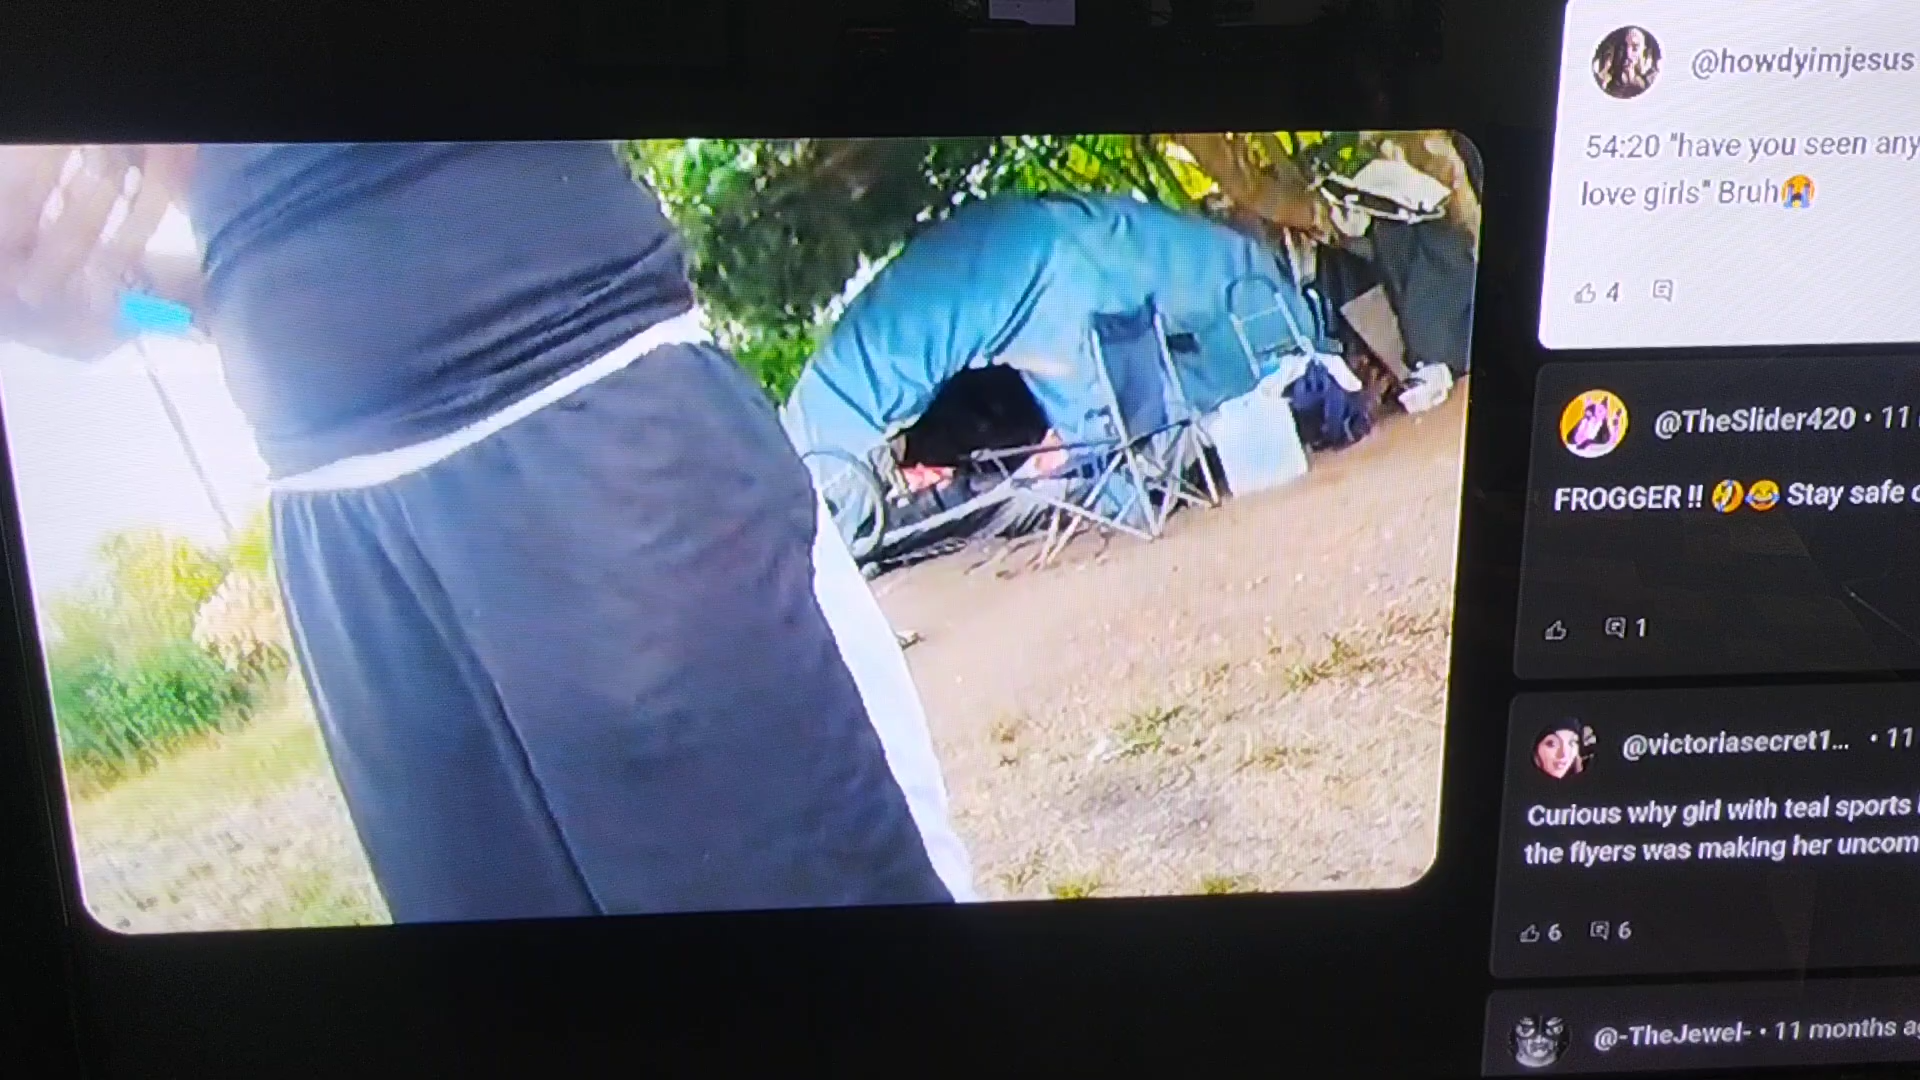 @howdyimjesus
54:20 "have you seen any
love girls" Bruh😭
4
@TheSlider420 • 11
FROGGER !! 🤣😂 Stay safe
1
@victoriasecret1... • 11
Curious why girl with teal sports
the flyers was making her uncom
6 6
@-TheJewel- • 11 months